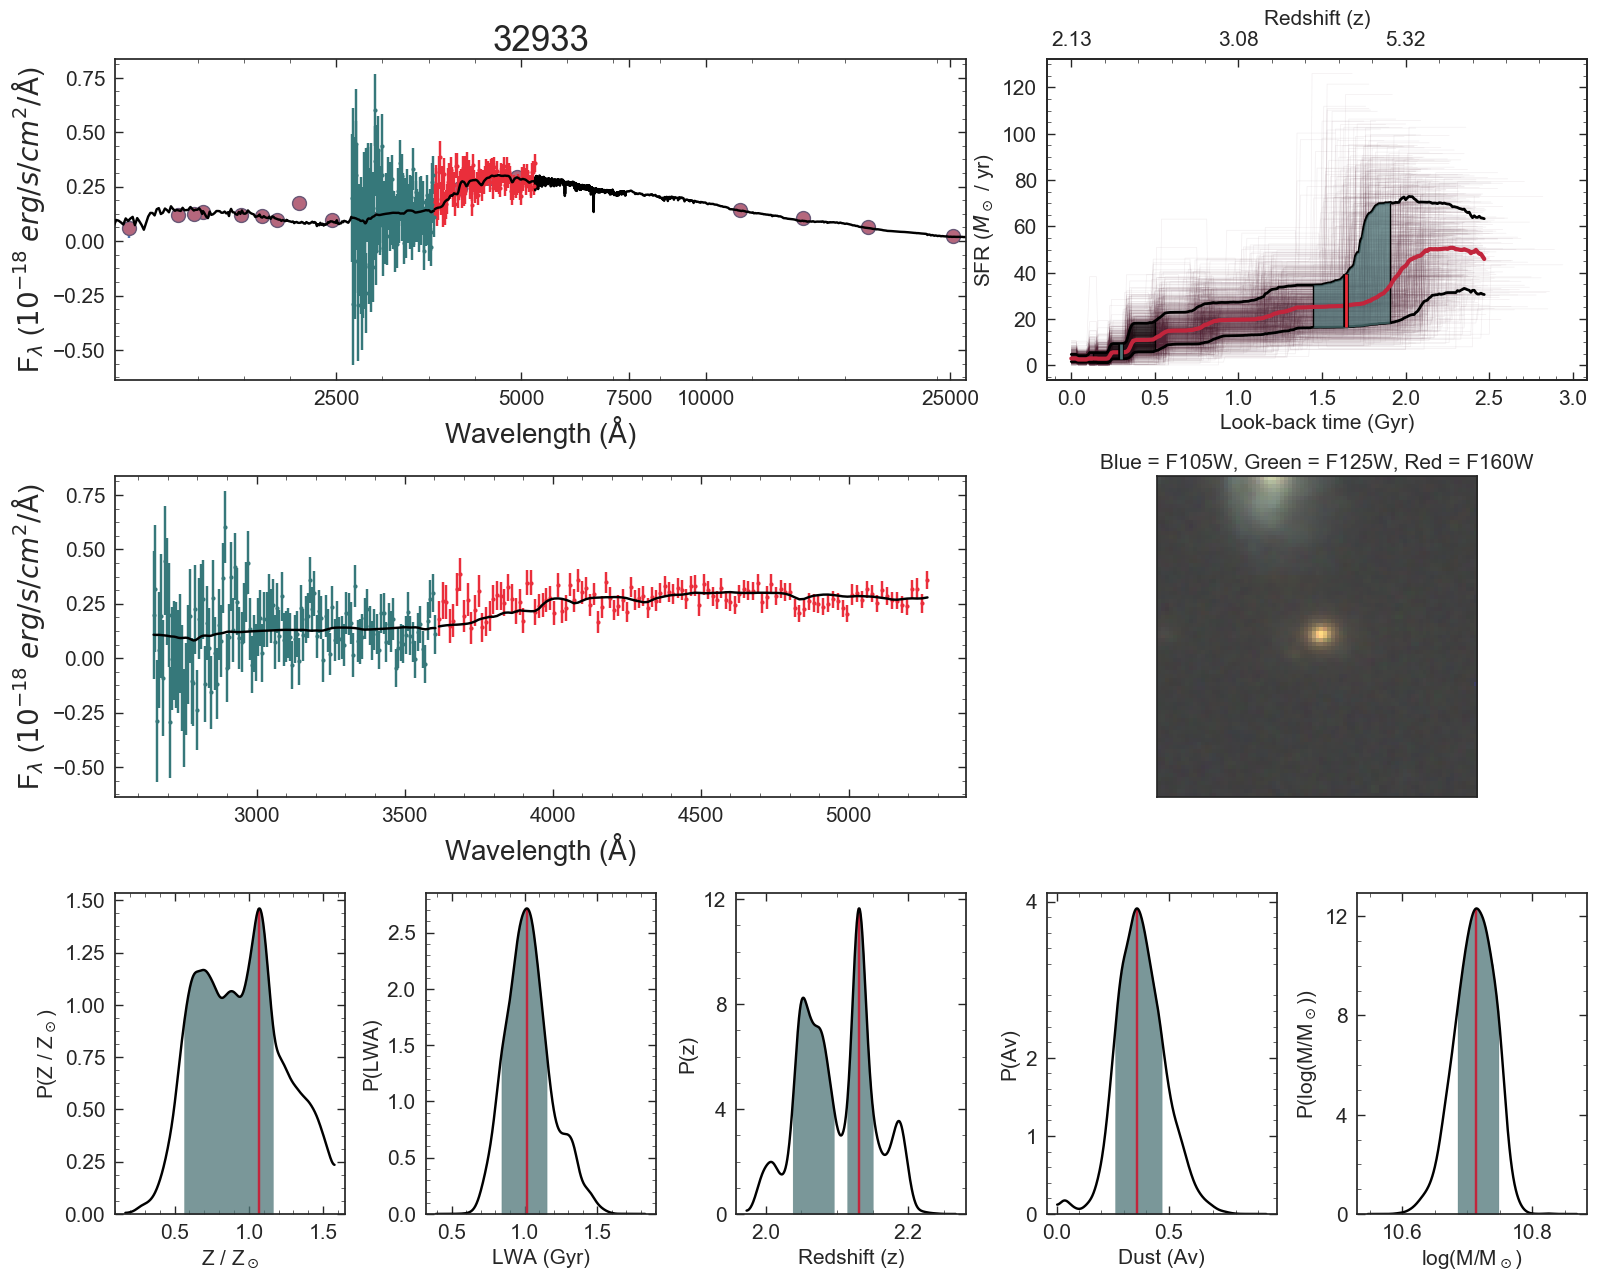 32933
0.75
0.50
0.25
0.00
−0.25
−0.50
F_λ (10^{−18} erg/s/cm^2/Å)
2500 5000 7500 10000 25000
Wavelength (Å)
Redshift (z)
2.13 3.08 5.32
120
100
80
60
40
20
0
SFR (M_⊙ / yr)
0.0 0.5 1.0 1.5 2.0 2.5 3.0
Look-back time (Gyr)
0.75
0.50
0.25
0.00
−0.25
−0.50
F_λ (10^{−18} erg/s/cm^2/Å)
3000 3500 4000 4500 5000
Wavelength (Å)
Blue = F105W, Green = F125W, Red = F160W
1.50
1.25
1.00
0.75
0.50
0.25
0.00
P(Z / Z_⊙)
0.5 1.0 1.5
Z / Z_⊙
2.5
2.0
1.5
1.0
0.5
0.0
P(LWA)
0.5 1.0 1.5
LWA (Gyr)
12
8
4
0
P(z)
2.0 2.2
Redshift (z)
4
3
2
1
0
P(Av)
0.0 0.5
Dust (Av)
12
8
4
0
P(log(M/M_⊙))
10.6 10.8
log(M/M_⊙)